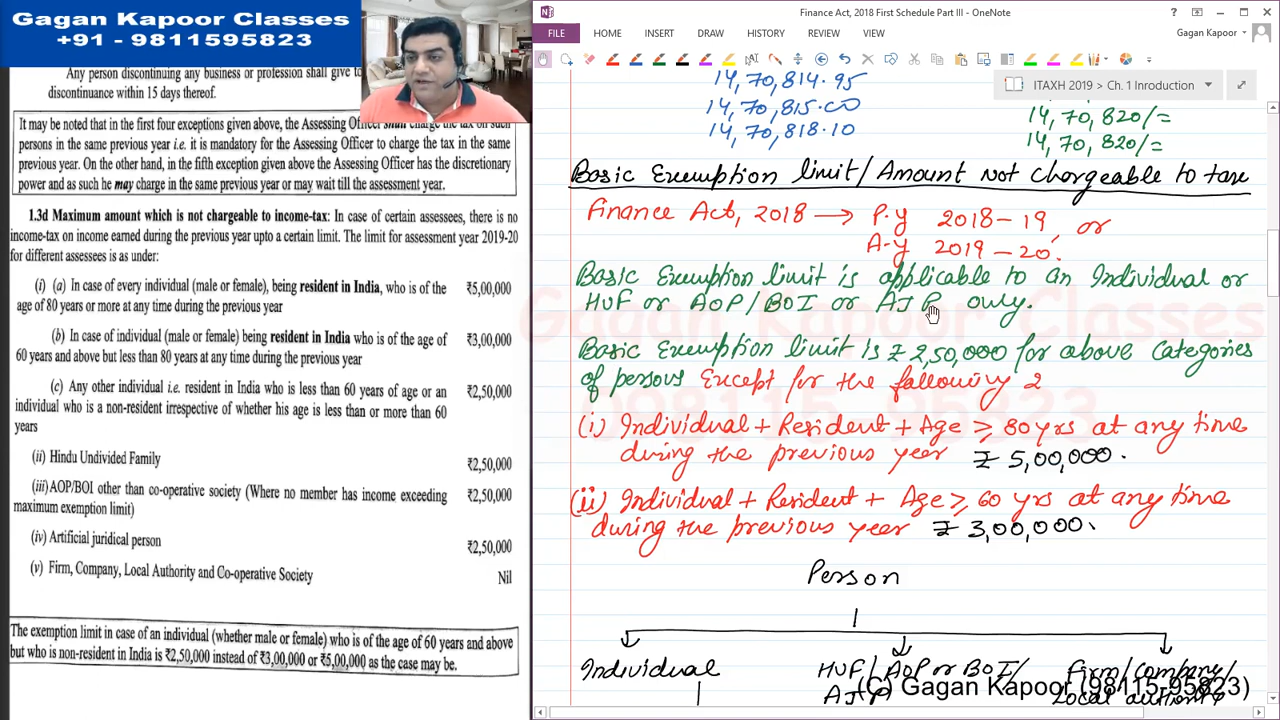 Gagan Kapoor Classes
+91 - 9811595823
Any person discontinuing any business or profession shall give
discontinuance within 15 days thereof.
It may be noted that in the first four exceptions given above, the Assessing Officer shall charge the tax on such
persons in the same previous year i.e. it is mandatory for the Assessing Officer to charge the tax in the same
previous year. On the other hand, in the fifth exception given above the Assessing Officer has the discretionary
power and as such he may charge in the same previous year or may wait till the assessment year.
1.3d Maximum amount which is not chargeable to income-tax: In case of certain assessees, there is no
income-tax on income earned during the previous year upto a certain limit. The limit for assessment year 2019-20
for different assessees is as under:
(i) (a) In case of every individual (male or female), being resident in India, who is of the ₹5,00,000
age of 80 years or more at any time during the previous year
(b) In case of individual (male or female) being resident in India who is of the age of ₹3,00,000
60 years and above but less than 80 years at any time during the previous year
(c) Any other individual i.e. resident in India who is less than 60 years of age or an ₹2,50,000
individual who is a non-resident irrespective of whether his age is less than or more than 60
years
(ii) Hindu Undivided Family ₹2,50,000
(iii) AOP/BOI other than co-operative society (Where no member has income exceeding ₹2,50,000
maximum exemption limit)
(iv) Artificial juridical person ₹2,50,000
(v) Firm, Company, Local Authority and Co-operative Society Nil
The exemption limit in case of an individual (whether male or female) who is of the age of 60 years and above
but who is non-resident in India is ₹2,50,000 instead of ₹3,00,000 or ₹5,00,000 as the case may be.
Finance Act, 2018 First Schedule Part III - OneNote
FILE HOME INSERT DRAW HISTORY REVIEW VIEW
Gagan Kapoor
ITAXH 2019 > Ch. 1 Inroduction
14,70,814.95
14,70,815.00 14,70,820/=
14,70,818.10 14,70,820/=
Basic Exemption limit/Amount not chargeable to tax
Finance Act, 2018 → P.Y 2018-19 or
A.Y 2019-20.
Basic Exemption limit is applicable to an Individual or
HUF or AOP/BOI or AJP only.
Basic Exemption limit is ₹ 2,50,000 for above categories
of persons Except for the following 2
(i) Individual + Resident + Age ≥ 80 yrs at any time
during the previous year ₹ 5,00,000.
(ii) Individual + Resident + Age ≥ 60 yrs at any time
during the previous year ₹ 3,00,000.
Person
Individual HUF/AOP or BOI/ Firm/Company/
AJP Local authority
(C) Gagan Kapoor (98115-95823)
Gagan Kapoor Classes
098115-95823